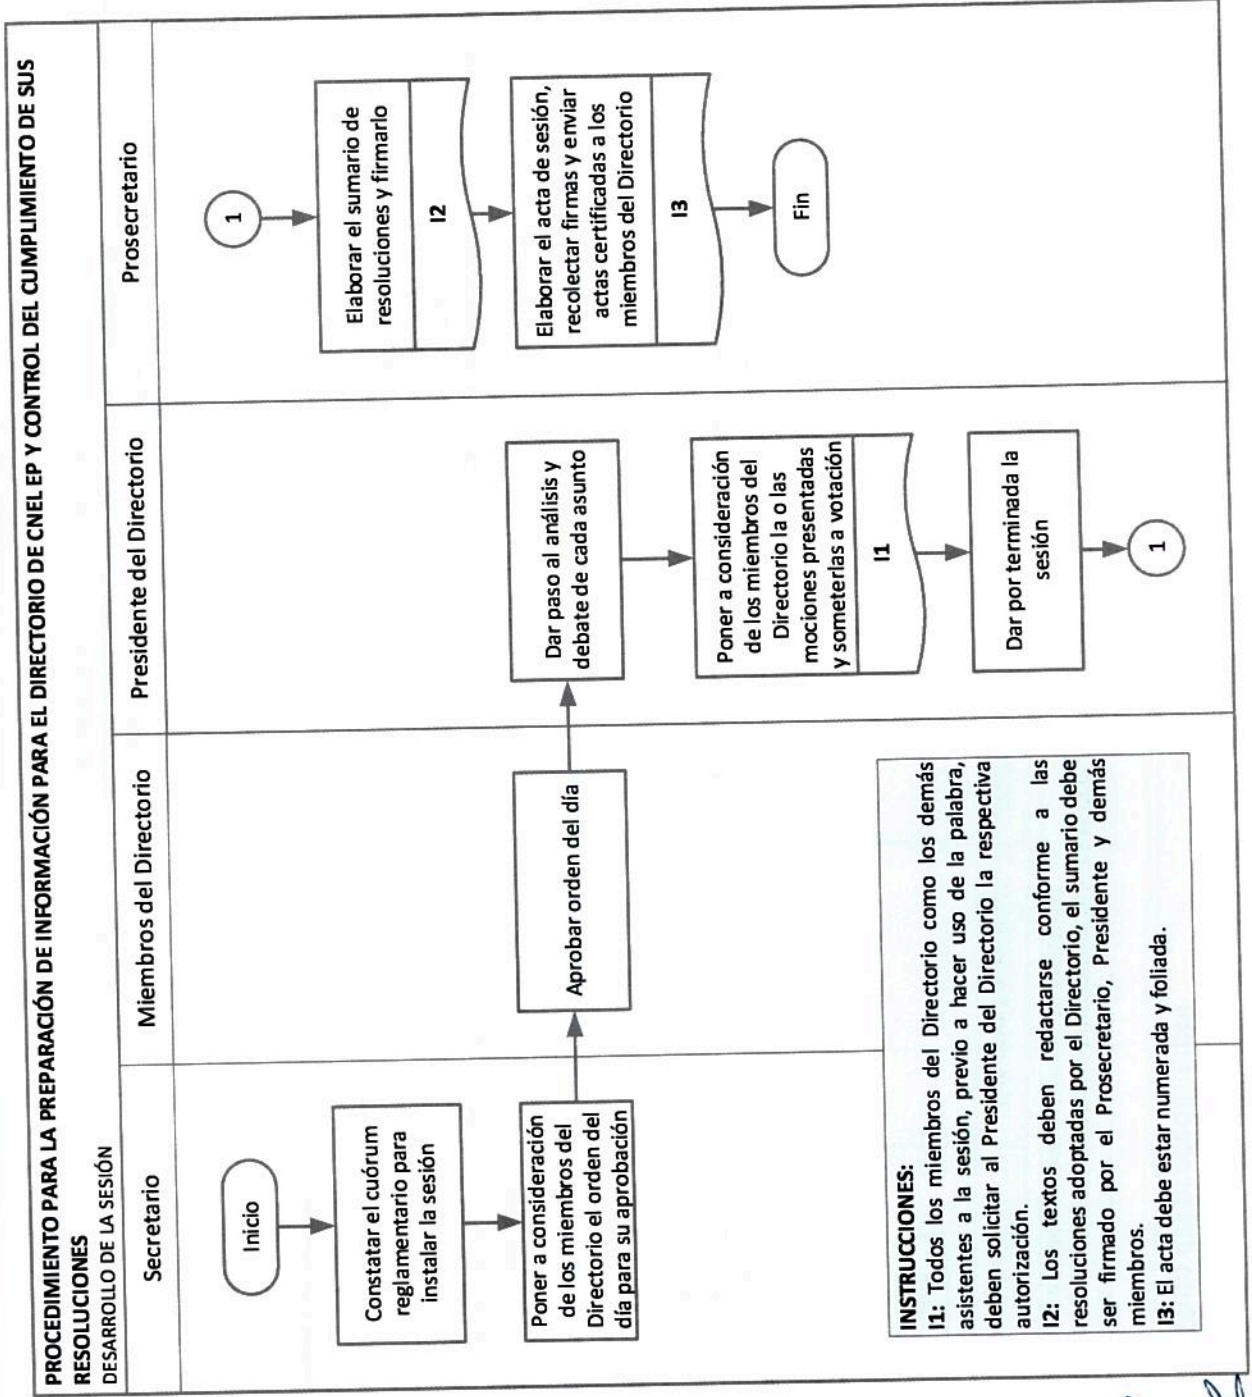 PROCEDIMIENTO PARA LA PREPARACIÓN DE INFORMACIÓN PARA EL DIRECTORIO DE CNEL EP Y CONTROL DEL CUMPLIMIENTO DE SUS
RESOLUCIONES
DESARROLLO DE LA SESIÓN
Secretario
Miembros del Directorio
Presidente del Directorio
Prosecretario
Inicio
Constatar el cuórum
reglamentario para
instalar la sesión
Poner a consideración
de los miembros del
Directorio el orden del
día para su aprobación
Aprobar orden del día
Dar paso al análisis y
debate de cada asunto
Poner a consideración
de los miembros del
Directorio la o las
mociones presentadas
y someterlas a votación
I1
Dar por terminada la
sesión
1
1
Elaborar el sumario de
resoluciones y firmarlo
I2
Elaborar el acta de sesión,
recolectar firmas y enviar
actas certificadas a los
miembros del Directorio
I3
Fin
INSTRUCCIONES:
I1: Todos los miembros del Directorio como los demás
asistentes a la sesión, previo a hacer uso de la palabra,
deben solicitar al Presidente del Directorio la respectiva
autorización.
I2: Los textos deben redactarse conforme a las
resoluciones adoptadas por el Directorio, el sumario debe
ser firmado por el Prosecretario, Presidente y demás
miembros.
I3: El acta debe estar numerada y foliada.